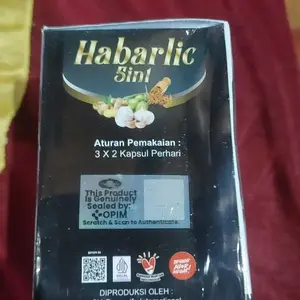 Habarlic
5in1
Aturan Pemakaian :
3 X 2 Kapsul Perhari
This Product
is Genuinely
Sealed by:
OPIM
Scratch & Scan to Authenticate
DIPRODUKSI OLEH :